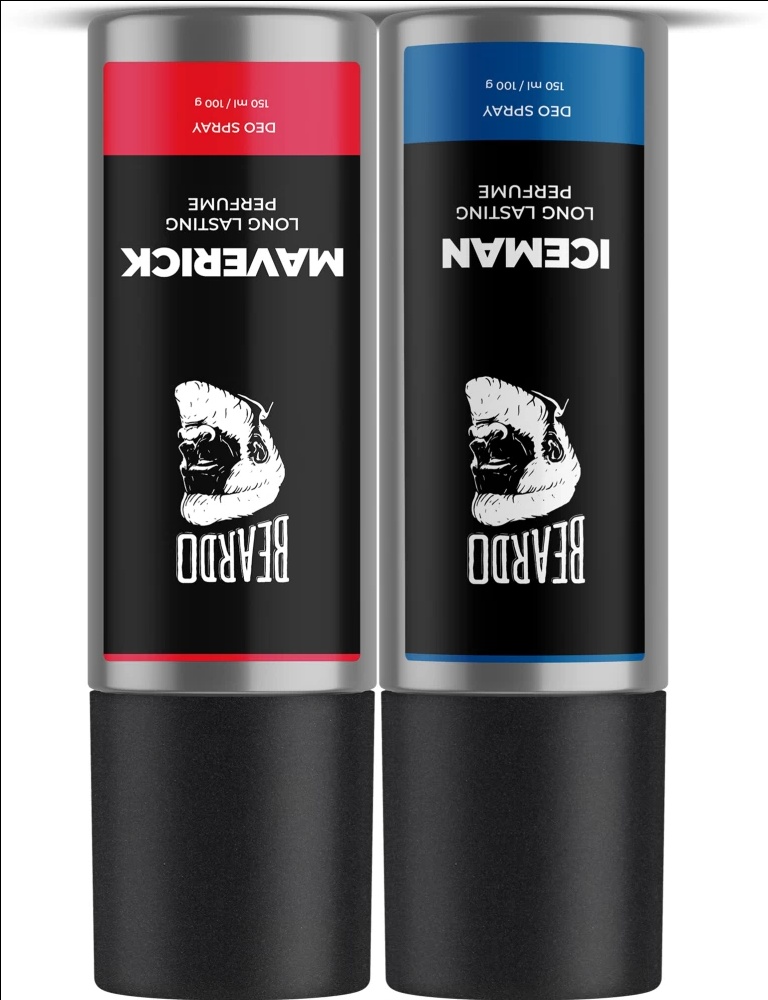 BEARDO
ICEMAN
LONG LASTING
PERFUME
DEO SPRAY
150 ml / 100 g
BEARDO
MAVERICK
LONG LASTING
PERFUME
DEO SPRAY
150 ml / 100 g